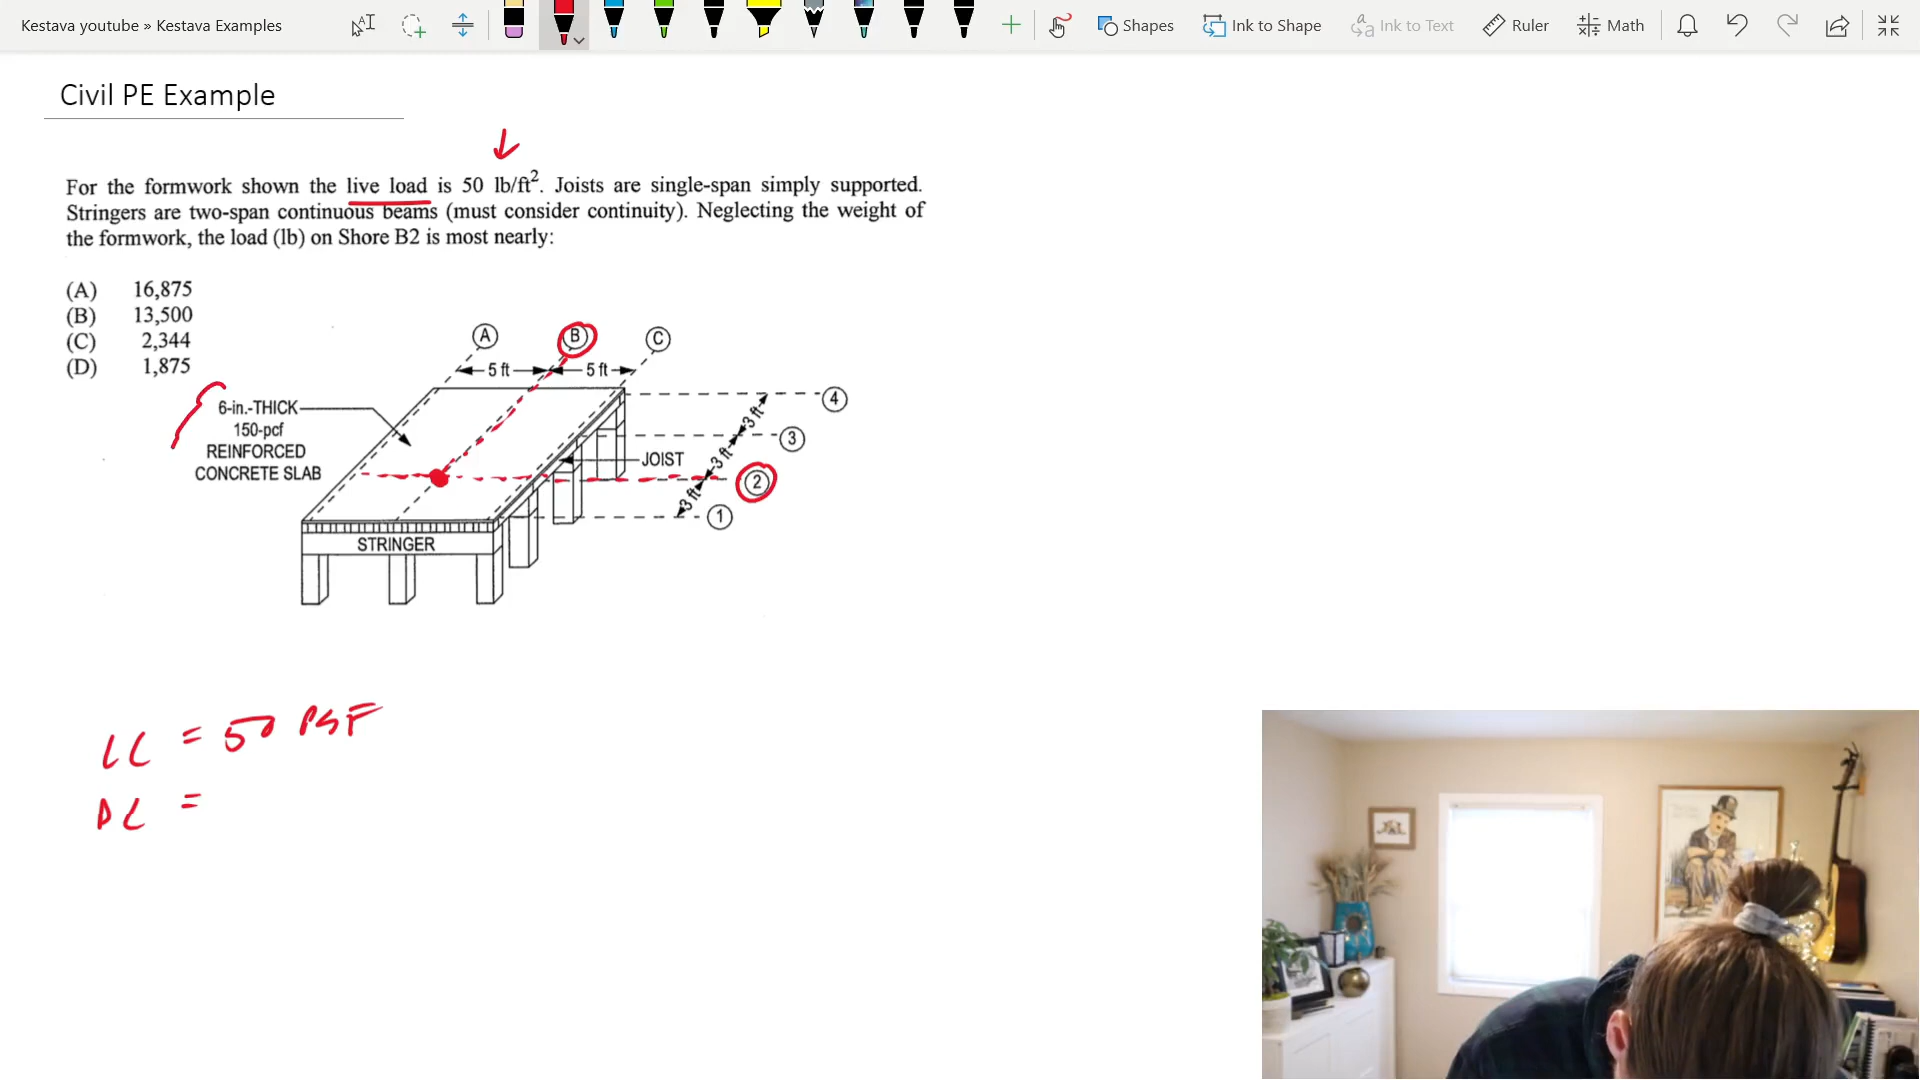 Kestava youtube » Kestava Examples
Shapes
Ink to Shape
Ink to Text
Ruler
Math
Civil PE Example
For the formwork shown the live load is 50 lb/ft². Joists are single-span simply supported.
Stringers are two-span continuous beams (must consider continuity). Neglecting the weight of
the formwork, the load (lb) on Shore B2 is most nearly:
(A) 16,875
(B) 13,500
(C) 2,344
(D) 1,875
A
B
C
5 ft
5 ft
6-in.-THICK
150-pcf
REINFORCED
CONCRETE SLAB
4
3 ft
3
JOIST
3 ft
2
3 ft
1
STRINGER
LL = 50 PSF
DL =